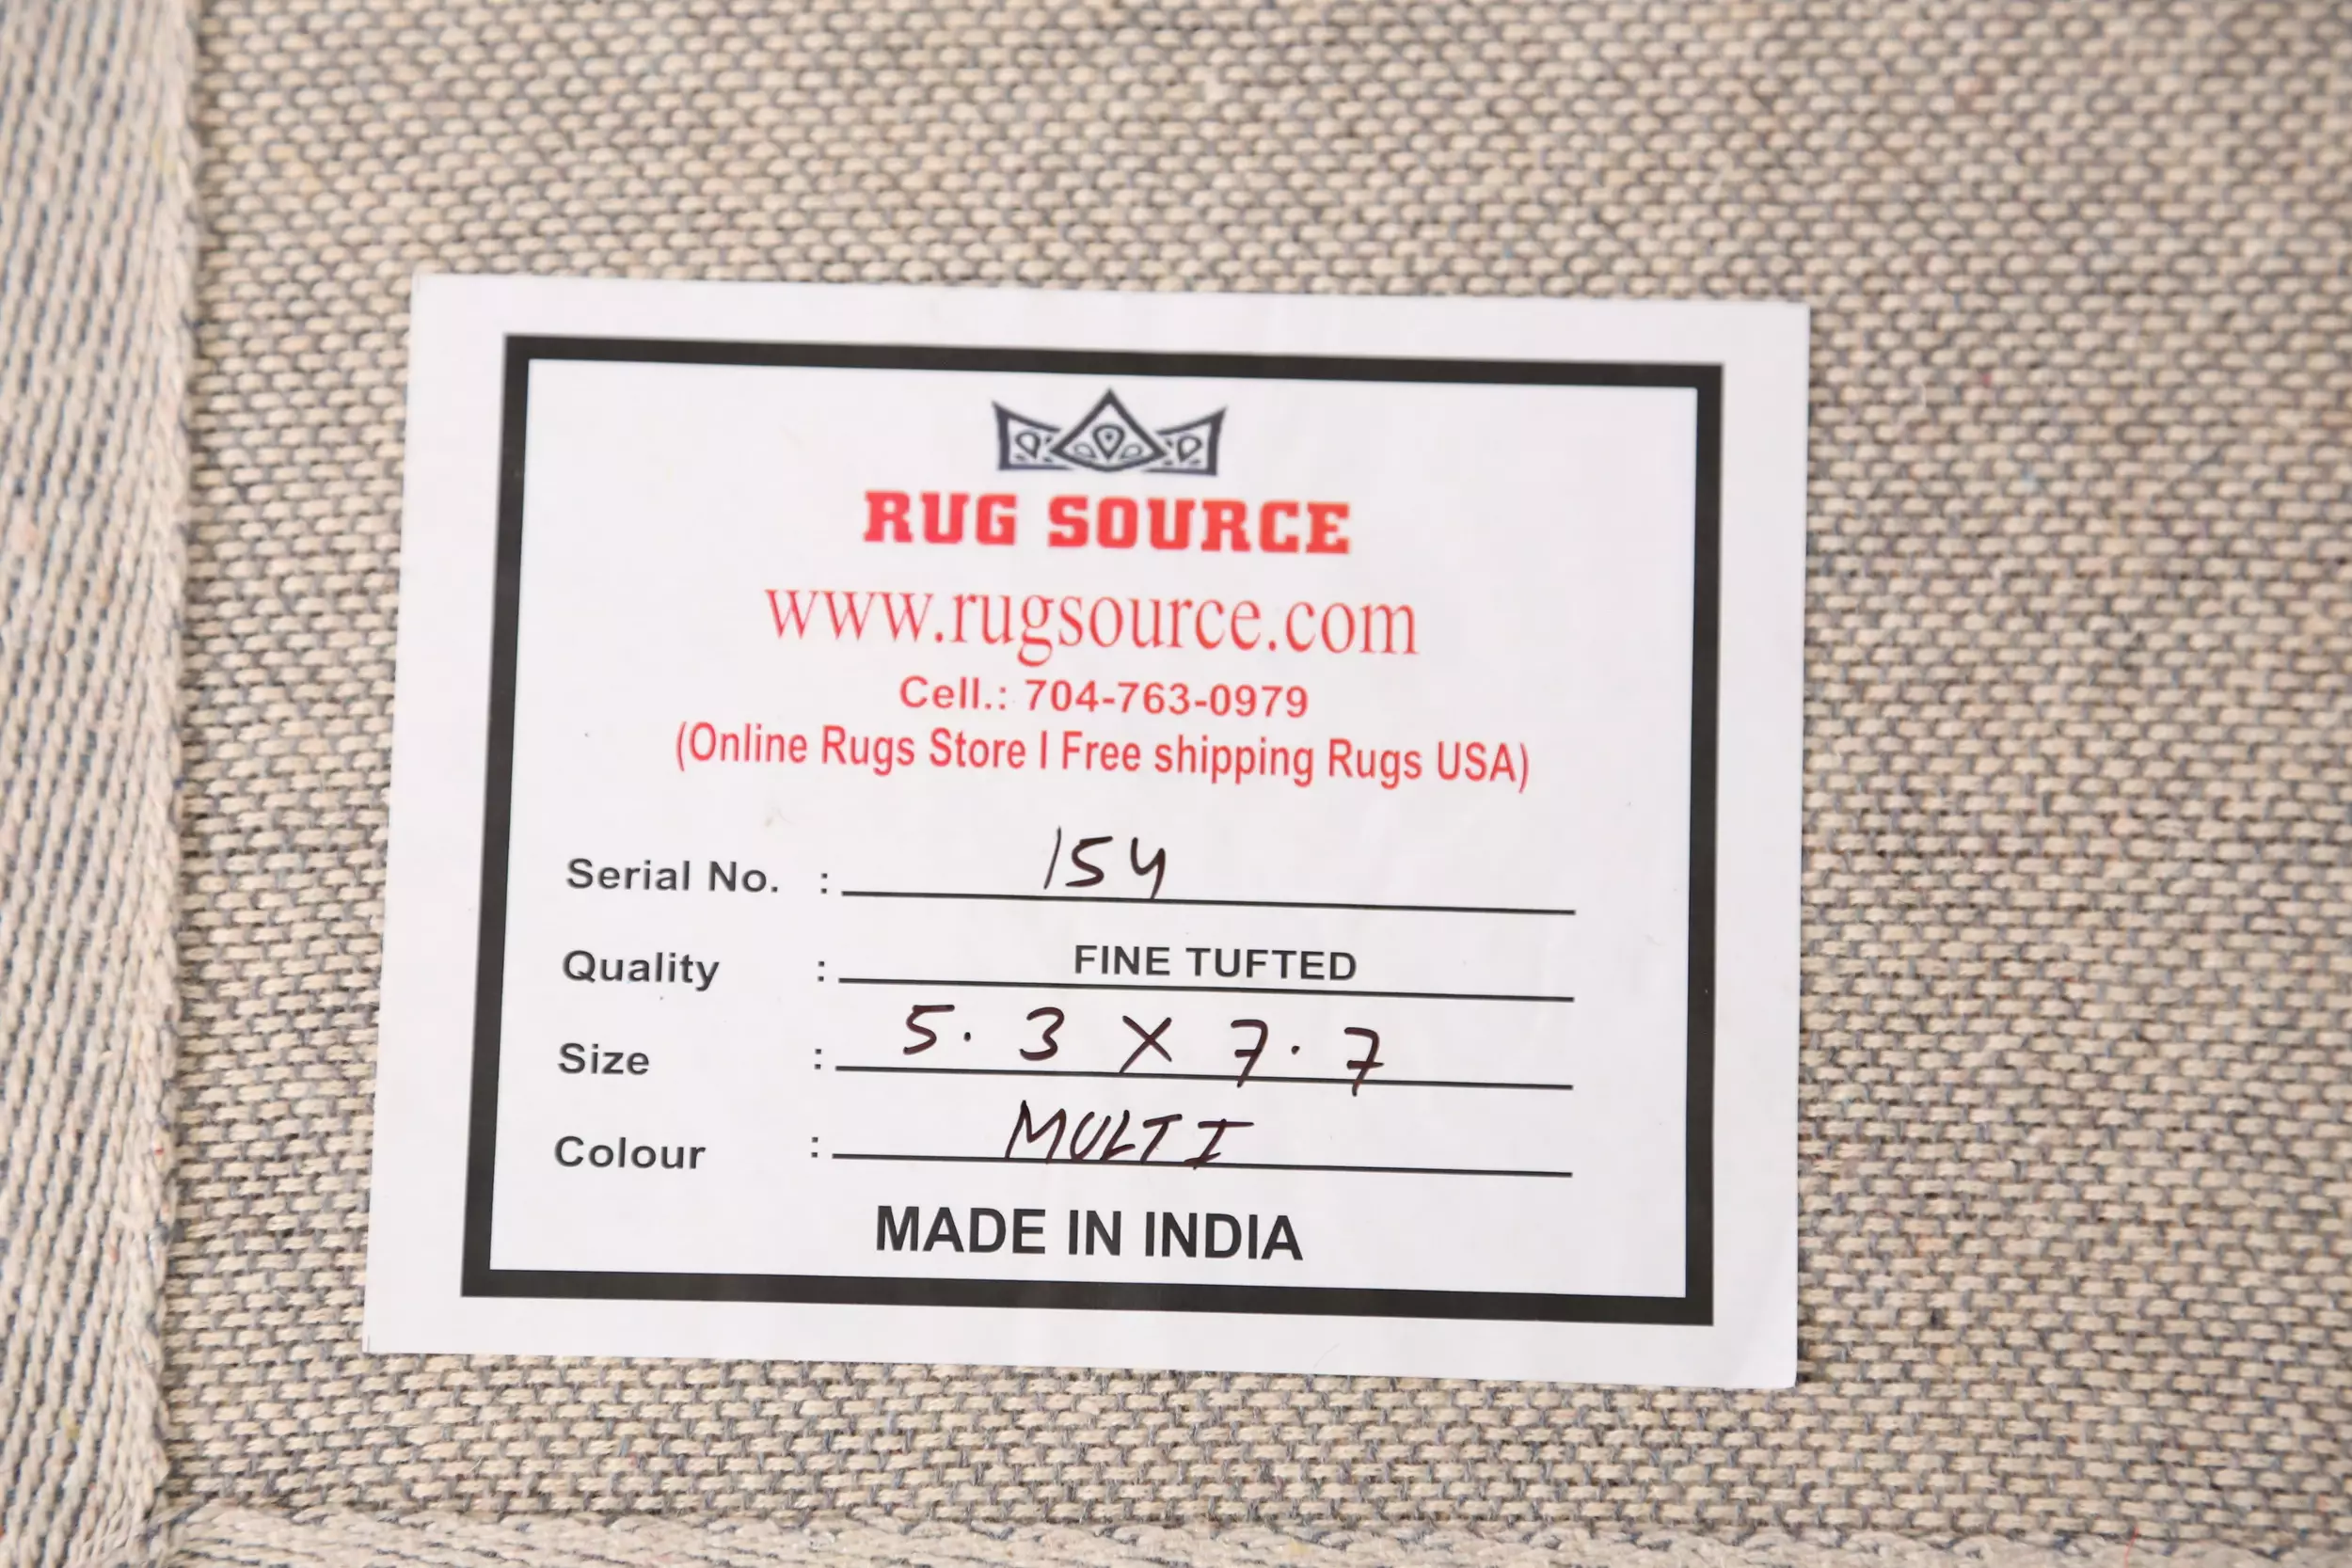 RUG SOURCE
www.rugsource.com
Cell.: 704-763-0979
(Online Rugs Store I Free shipping Rugs USA)
Serial No. : 154
Quality : FINE TUFTED
Size : 5.3 X 7.7
Colour : MULTI
MADE IN INDIA